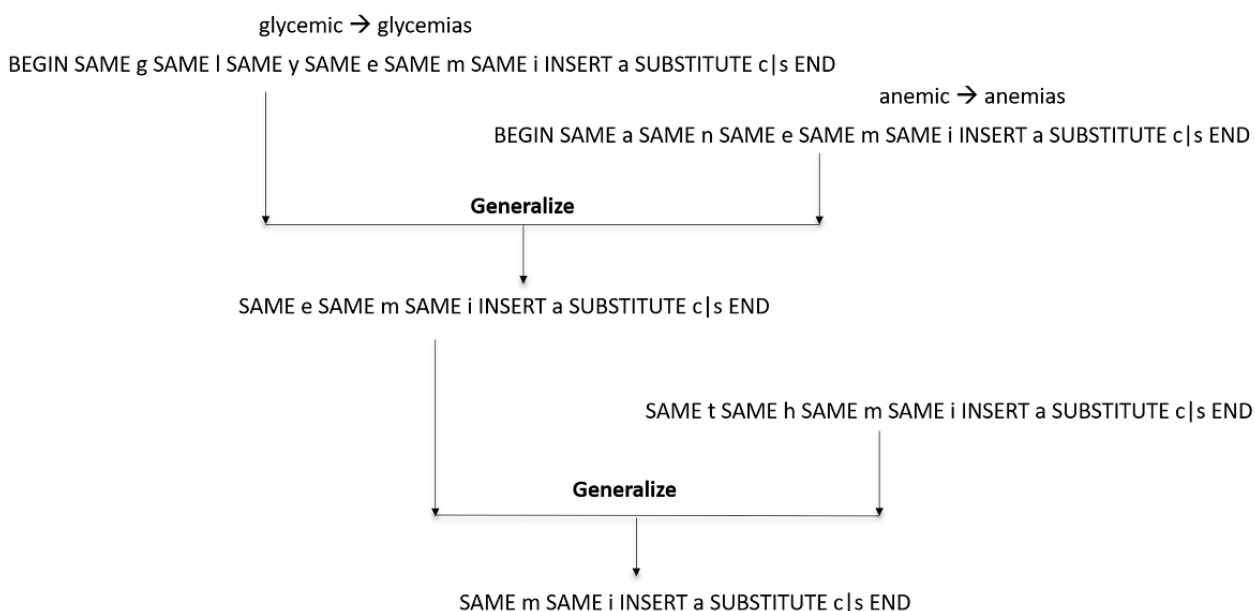 glycemic → glycemias
BEGIN SAME g SAME l SAME y SAME e SAME m SAME i INSERT a SUBSTITUTE c|s END
anemic → anemias
BEGIN SAME a SAME n SAME e SAME m SAME i INSERT a SUBSTITUTE c|s END
Generalize
SAME e SAME m SAME i INSERT a SUBSTITUTE c|s END
SAME t SAME h SAME m SAME i INSERT a SUBSTITUTE c|s END
Generalize
SAME m SAME i INSERT a SUBSTITUTE c|s END